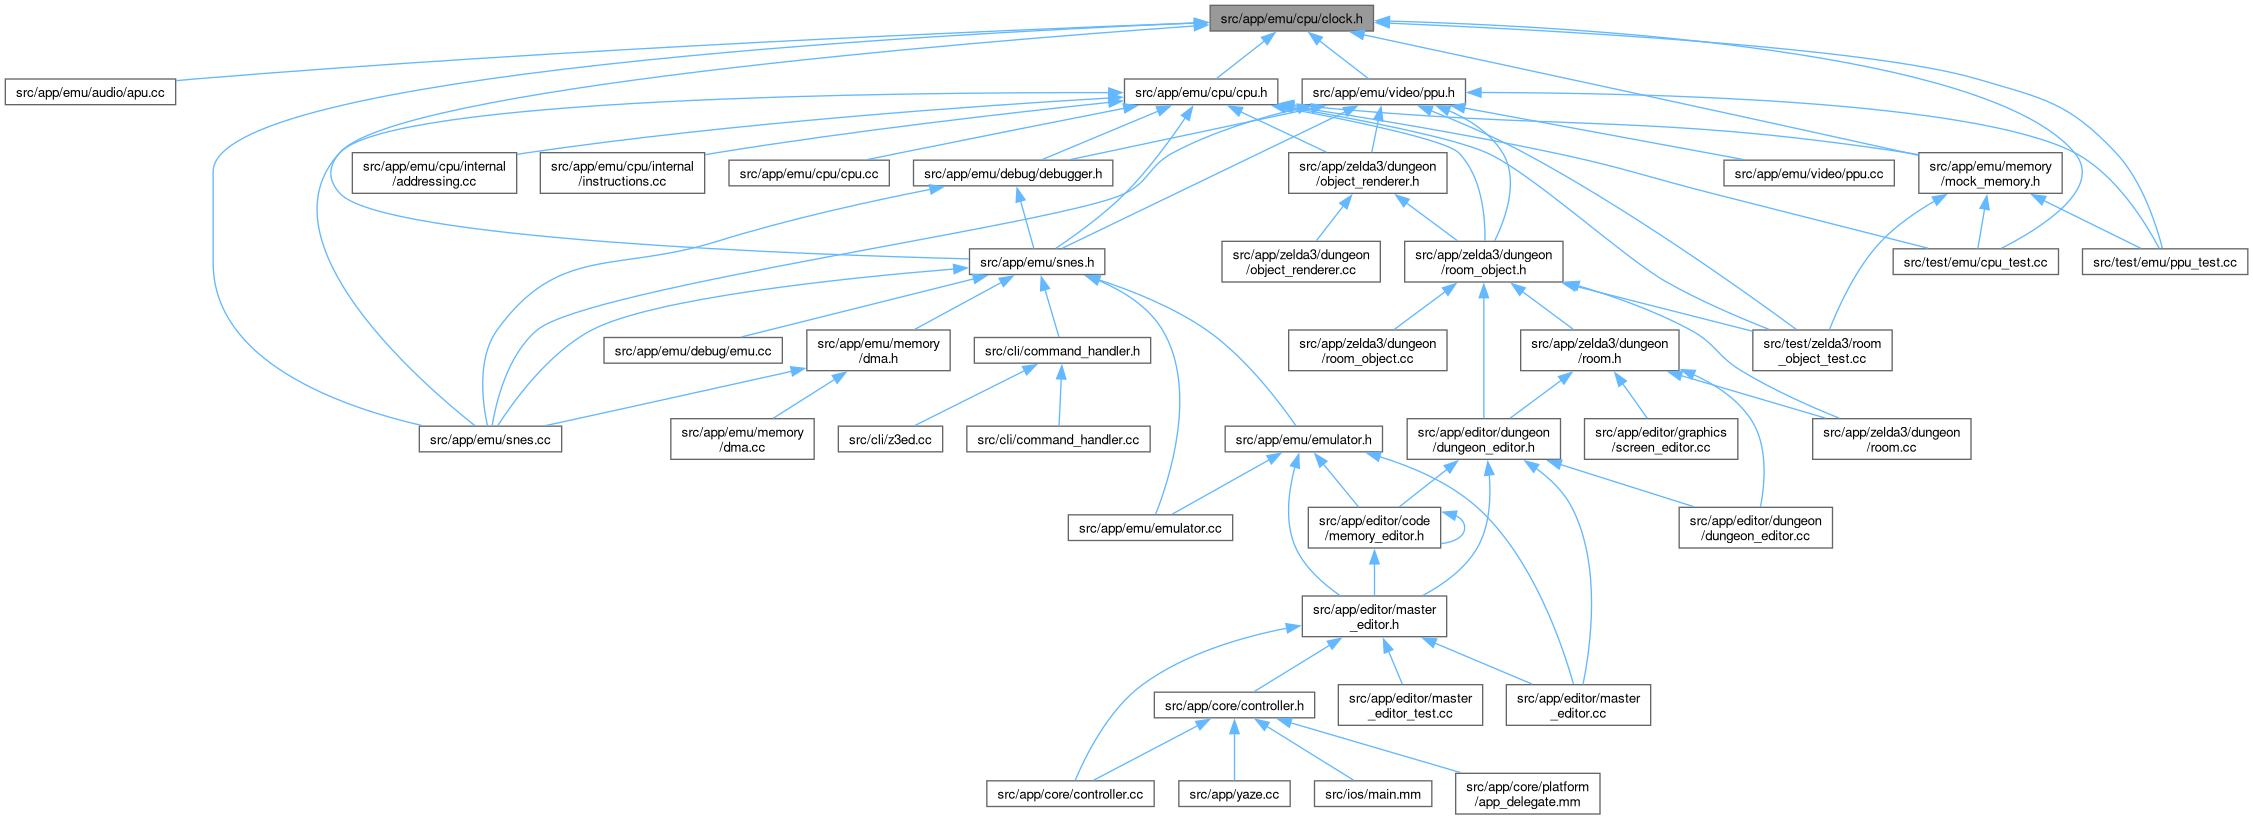 src/app/emu/cpu/clock.h
src/app/emu/audio/apu.cc
src/app/emu/cpu/cpu.h
src/app/emu/video/ppu.h
src/app/emu/cpu/internal
/addressing.cc
src/app/emu/cpu/internal
/instructions.cc
src/app/emu/cpu/cpu.cc
src/app/emu/debug/debugger.h
src/app/zelda3/dungeon
/object_renderer.h
src/app/emu/video/ppu.cc
src/app/emu/memory
/mock_memory.h
src/app/emu/snes.h
src/app/zelda3/dungeon
/object_renderer.cc
src/app/zelda3/dungeon
/room_object.h
src/test/emu/cpu_test.cc
src/test/emu/ppu_test.cc
src/app/emu/debug/emu.cc
src/app/emu/memory
/dma.h
src/cli/command_handler.h
src/app/zelda3/dungeon
/room_object.cc
src/app/zelda3/dungeon
/room.h
src/test/zelda3/room
_object_test.cc
src/app/emu/snes.cc
src/app/emu/memory
/dma.cc
src/cli/z3ed.cc
src/cli/command_handler.cc
src/app/emu/emulator.h
src/app/editor/dungeon
/dungeon_editor.h
src/app/editor/graphics
/screen_editor.cc
src/app/zelda3/dungeon
/room.cc
src/app/emu/emulator.cc
src/app/editor/code
/memory_editor.h
src/app/editor/dungeon
/dungeon_editor.cc
src/app/editor/master
_editor.h
src/app/core/controller.h
src/app/editor/master
_editor_test.cc
src/app/editor/master
_editor.cc
src/app/core/controller.cc
src/app/yaze.cc
src/ios/main.mm
src/app/core/platform
/app_delegate.mm